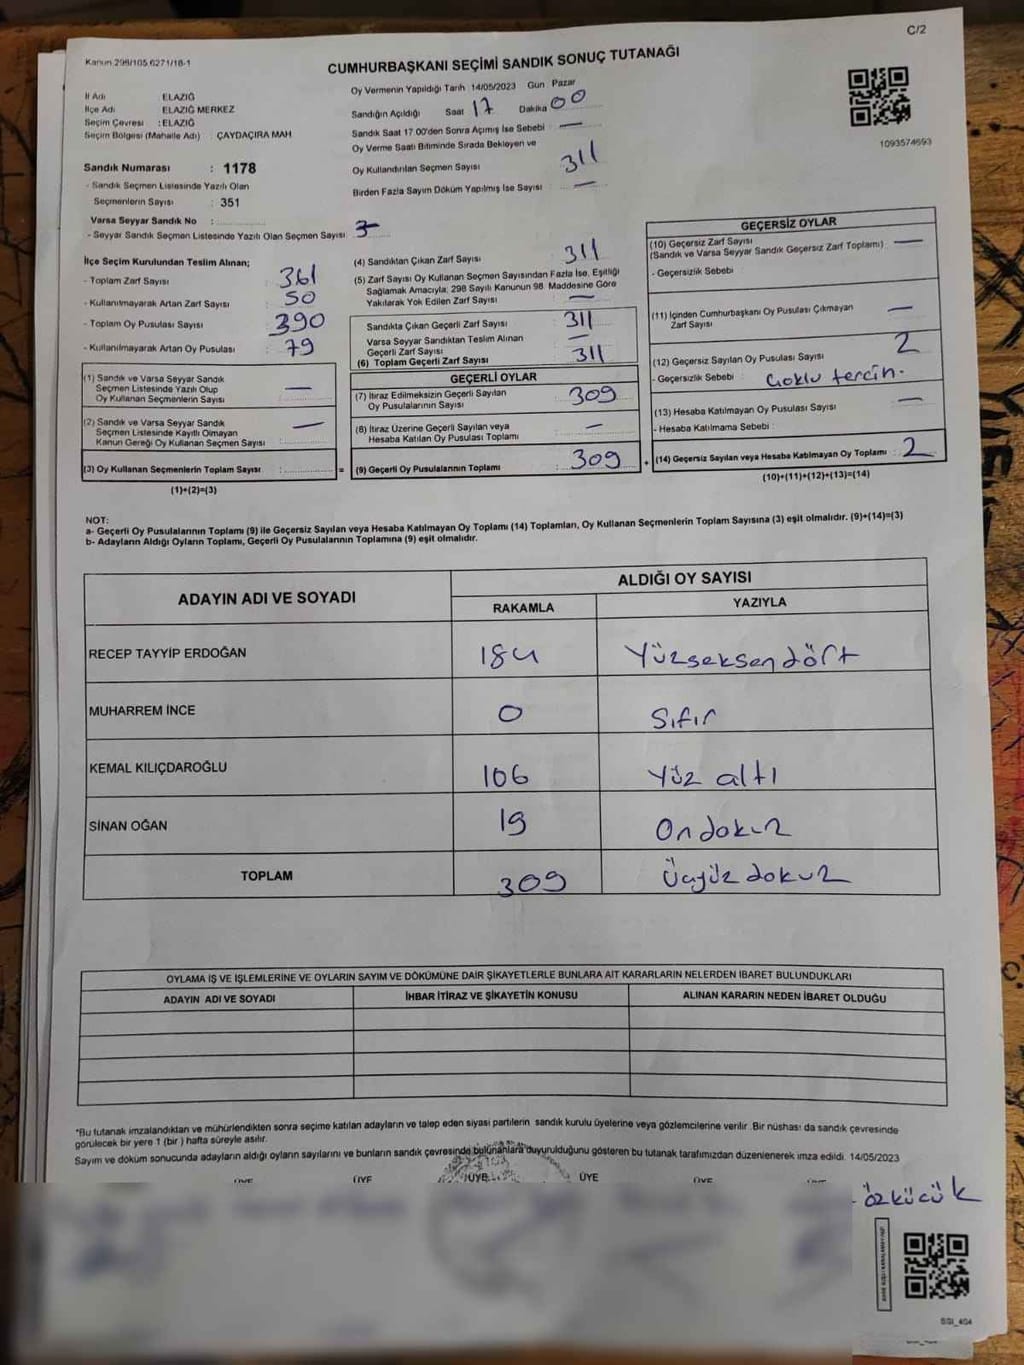 C/2
Kanun 298/105,6271/18-1
CUMHURBAŞKANI SEÇİMİ SANDIK SONUÇ TUTANAĞI
İl Adı : ELAZIĞ
İlçe Adı : ELAZIĞ MERKEZ
Seçim Çevresi : ELAZIĞ
Seçim Bölgesi (Mahalle Adı) : ÇAYDAÇIRA MAH
Sandık Numarası : 1178
- Sandık Seçmen Listesinde Yazılı Olan
Seçmenlerin Sayısı : 351
Varsa Seyyar Sandık No :
- Seyyar Sandık Seçmen Listesinde Yazılı Olan Seçmen Sayısı:
Oy Vermenin Yapıldığı Tarih 14/05/2023 Gün Pazar
Sandığın Açıldığı Saat 17 Dakika 00
Sandık Saat 17.00'den Sonra Açılmış İse Sebebi : —
Oy Verme Saati Bitiminde Sırada Bekleyen ve
Oy Kullandırılan Seçmen Sayısı : 311
Birden Fazla Sayım Döküm Yapılmış İse Sayısı : —
1093574693
İlçe Seçim Kurulundan Teslim Alınan;
- Toplam Zarf Sayısı : 361
- Kullanılmayarak Artan Zarf Sayısı : 50
- Toplam Oy Pusulası Sayısı : 390
- Kullanılmayarak Artan Oy Pusulası : 79
(1) Sandık ve Varsa Seyyar Sandık
Seçmen Listesinde Yazılı Olup
Oy Kullanan Seçmenlerin Sayısı : —
(2) Sandık ve Varsa Seyyar Sandık
Seçmen Listesinde Kayıtlı Olmayan
Kanun Gereği Oy Kullanan Seçmen Sayısı : —
(3) Oy Kullanan Seçmenlerin Toplam Sayısı :
(1)+(2)=(3)
(4) Sandıktan Çıkan Zarf Sayısı : 311
(5) Zarf Sayısı Oy Kullanan Seçmen Sayısından Fazla İse, Eşitliği
Sağlamak Amacıyla; 298 Sayılı Kanunun 98. Maddesine Göre
Yakılarak Yok Edilen Zarf Sayısı : —
Sandıkta Çıkan Geçerli Zarf Sayısı : 311
Varsa Seyyar Sandıktan Teslim Alınan
Geçerli Zarf Sayısı : —
(6) Toplam Geçerli Zarf Sayısı : 311
GEÇERLİ OYLAR
(7) İtiraz Edilmeksizin Geçerli Sayılan
Oy Pusulalarının Sayısı : 309
(8) İtiraz Üzerine Geçerli Sayılan veya
Hesaba Katılan Oy Pusulası Toplamı : —
= (9) Geçerli Oy Pusulalarının Toplamı : 309
GEÇERSİZ OYLAR
(10) Geçersiz Zarf Sayısı : —
(Sandık ve Varsa Seyyar Sandık Geçersiz Zarf Toplamı)
- Geçersizlik Sebebi
(11) İçinden Cumhurbaşkanı Oy Pusulası Çıkmayan
Zarf Sayısı : —
(12) Geçersiz Sayılan Oy Pusulası Sayısı : 2
- Geçersizlik Sebebi : Çoklu tercih.
(13) Hesaba Katılmayan Oy Pusulası Sayısı : —
- Hesaba Katılmama Sebebi :
+ (14) Geçersiz Sayılan veya Hesaba Katılmayan Oy Toplamı : 2
(10)+(11)+(12)+(13)=(14)
NOT:
a- Geçerli Oy Pusulalarının Toplamı (9) ile Geçersiz Sayılan veya Hesaba Katılmayan Oy Toplamı (14) Toplamları, Oy Kullanan Seçmenlerin Toplam Sayısına (3) eşit olmalıdır. (9)+(14)=(3)
b- Adayların Aldığı Oyların Toplamı, Geçerli Oy Pusulalarının Toplamına (9) eşit olmalıdır.
ADAYIN ADI VE SOYADI ALDIĞI OY SAYISI
RAKAMLA YAZIYLA
RECEP TAYYİP ERDOĞAN 184 Yüzseksendört
MUHARREM İNCE 0 Sıfır
KEMAL KILIÇDAROĞLU 106 Yüz altı
SİNAN OĞAN 19 Ondokuz
TOPLAM 309 Üçyüz dokuz
OYLAMA İŞ VE İŞLEMLERİNE VE OYLARIN SAYIM VE DÖKÜMÜNE DAİR ŞİKAYETLERLE BUNLARA AİT KARARLARIN NELERDEN İBARET BULUNDUKLARI
ADAYIN ADI VE SOYADI İHBAR İTİRAZ VE ŞİKAYETİN KONUSU ALINAN KARARIN NEDEN İBARET OLDUĞU
*Bu tutanak imzalandıktan ve mühürlendikten sonra seçime katılan adayların ve talep eden siyasi partilerin sandık kurulu üyelerine veya gözlemcilerine verilir. Bir nüshası da sandık çevresinde
görülecek bir yere 1 (bir) hafta süreyle asılır.
Sayım ve döküm sonucunda adayların aldığı oyların sayılarını ve bunların sandık çevresinde bulunanlara duyurulduğunu gösteren bu tutanak tarafımızdan düzenlenerek imza edildi. 14/05/2023
ÜYE ÜYE ÜYE ÜYE ÜYE
Özküçük